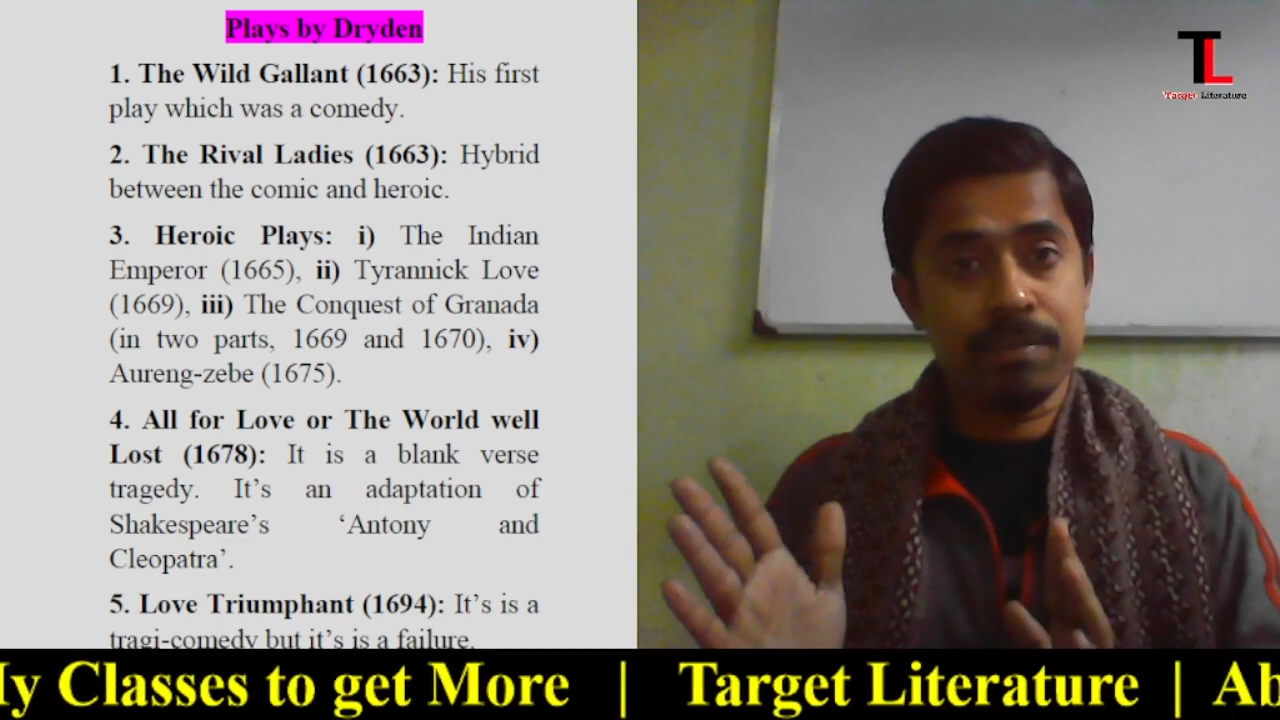 Plays by Dryden
1. The Wild Gallant (1663): His first
play which was a comedy.
2. The Rival Ladies (1663): Hybrid
between the comic and heroic.
3. Heroic Plays: i) The Indian
Emperor (1665), ii) Tyrannick Love
(1669), iii) The Conquest of Granada
(in two parts, 1669 and 1670), iv)
Aureng-zebe (1675).
4. All for Love or The World well
Lost (1678): It is a blank verse
tragedy. It’s an adaptation of
Shakespeare’s ‘Antony and
Cleopatra’.
5. Love Triumphant (1694): It’s is a
tragi-comedy but it’s is a failure.
TL
Target Literature
My Classes to get More | Target Literature | Ab